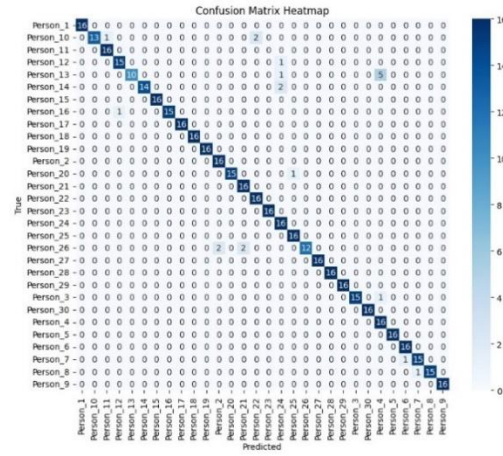 Confusion Matrix Heatmap
True
Person_1 16 0 0 0 0 0 0 0 0 0 0 0 0 0 0 0 0 0 0 0 0 0 0 0 0 0 0 0 0 0
Person_10 0 13 1 0 0 0 0 0 0 0 0 0 0 0 2 0 0 0 0 0 0 0 0 0 0 0 0 0 0 0
Person_11 0 0 16 0 0 0 0 0 0 0 0 0 0 0 0 0 0 0 0 0 0 0 0 0 0 0 0 0 0 0
Person_12 0 0 0 15 0 0 0 0 0 0 0 0 0 0 0 0 1 0 0 0 0 0 0 0 0 0 0 0 0 0
Person_13 0 0 0 0 10 0 0 0 0 0 0 0 0 0 0 0 1 0 0 0 0 0 0 0 5 0 0 0 0 0
Person_14 0 0 0 0 0 14 0 0 0 0 0 0 0 0 0 0 2 0 0 0 0 0 0 0 0 0 0 0 0 0
Person_15 0 0 0 0 0 0 16 0 0 0 0 0 0 0 0 0 0 0 0 0 0 0 0 0 0 0 0 0 0 0
Person_16 0 0 0 1 0 0 0 15 0 0 0 0 0 0 0 0 0 0 0 0 0 0 0 0 0 0 0 0 0 0
Person_17 0 0 0 0 0 0 0 0 16 0 0 0 0 0 0 0 0 0 0 0 0 0 0 0 0 0 0 0 0 0
Person_18 0 0 0 0 0 0 0 0 0 16 0 0 0 0 0 0 0 0 0 0 0 0 0 0 0 0 0 0 0 0
Person_19 0 0 0 0 0 0 0 0 0 0 16 0 0 0 0 0 0 0 0 0 0 0 0 0 0 0 0 0 0 0
Person_2 0 0 0 0 0 0 0 0 0 0 0 16 0 0 0 0 0 0 0 0 0 0 0 0 0 0 0 0 0 0
Person_20 0 0 0 0 0 0 0 0 0 0 0 0 15 0 0 0 0 1 0 0 0 0 0 0 0 0 0 0 0 0
Person_21 0 0 0 0 0 0 0 0 0 0 0 0 0 16 0 0 0 0 0 0 0 0 0 0 0 0 0 0 0 0
Person_22 0 0 0 0 0 0 0 0 0 0 0 0 0 0 16 0 0 0 0 0 0 0 0 0 0 0 0 0 0 0
Person_23 0 0 0 0 0 0 0 0 0 0 0 0 0 0 0 16 0 0 0 0 0 0 0 0 0 0 0 0 0 0
Person_24 0 0 0 0 0 0 0 0 0 0 0 0 0 0 0 0 16 0 0 0 0 0 0 0 0 0 0 0 0 0
Person_25 0 0 0 0 0 0 0 0 0 0 0 0 0 0 0 0 0 16 0 0 0 0 0 0 0 0 0 0 0 0
Person_26 0 0 0 0 0 0 0 0 0 0 0 2 0 2 0 0 0 0 12 0 0 0 0 0 0 0 0 0 0 0
Person_27 0 0 0 0 0 0 0 0 0 0 0 0 0 0 0 0 0 0 0 16 0 0 0 0 0 0 0 0 0 0
Person_28 0 0 0 0 0 0 0 0 0 0 0 0 0 0 0 0 0 0 0 0 16 0 0 0 0 0 0 0 0 0
Person_29 0 0 0 0 0 0 0 0 0 0 0 0 0 0 0 0 0 0 0 0 0 16 0 0 0 0 0 0 0 0
Person_3 0 0 0 0 0 0 0 0 0 0 0 0 0 0 0 0 0 0 0 0 0 0 15 0 1 0 0 0 0 0
Person_30 0 0 0 0 0 0 0 0 0 0 0 0 0 0 0 0 0 0 0 0 0 0 0 16 0 0 0 0 0 0
Person_4 0 0 0 0 0 0 0 0 0 0 0 0 0 0 0 0 0 0 0 0 0 0 0 0 16 0 0 0 0 0
Person_5 0 0 0 0 0 0 0 0 0 0 0 0 0 0 0 0 0 0 0 0 0 0 0 0 0 16 0 0 0 0
Person_6 0 0 0 0 0 0 0 0 0 0 0 0 0 0 0 0 0 0 0 0 0 0 0 0 0 0 16 0 0 0
Person_7 0 0 0 0 0 0 0 0 0 0 0 0 0 0 0 0 0 0 0 0 0 0 0 0 0 0 1 15 0 0
Person_8 0 0 0 0 0 0 0 0 0 0 0 0 0 0 0 0 0 0 0 0 0 0 0 0 0 0 0 1 15 0
Person_9 0 0 0 0 0 0 0 0 0 0 0 0 0 0 0 0 0 0 0 0 0 0 0 0 0 0 0 0 0 16
Person_1 Person_10 Person_11 Person_12 Person_13 Person_14 Person_15 Person_16 Person_17 Person_18 Person_19 Person_2 Person_20 Person_21 Person_22 Person_23 Person_24 Person_25 Person_26 Person_27 Person_28 Person_29 Person_3 Person_30 Person_4 Person_5 Person_6 Person_7 Person_8 Person_9
Predicted
10
8
6
4
2
0